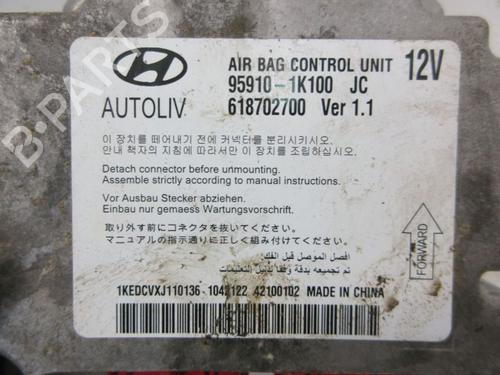 AIR BAG CONTROL UNIT 12V
95910-1K100 JC
AUTOLIV 618702700 Ver 1.1
이 장치를 떼어내기 전에 커넥터를 분리시키시오.
안내 책자의 지침에 따라서만 이 장치를 조립하십시오.
Detach connector before unmounting.
Assemble strictly according to manual instructions.
Vor Ausbau Stecker abziehen.
Einbau nur gemaess Wartungsvorschrift.
取り外す前にコネクタを抜いてください。
マニュアルの指示通りに正しく組み付けてください。
افصل الموصل قبل الفك.
تم تجميعه بدقة وفقا لدليل التعليمات
FORWARD
1KEDCVXJ110136 1042122 42100102 MADE IN CHINA